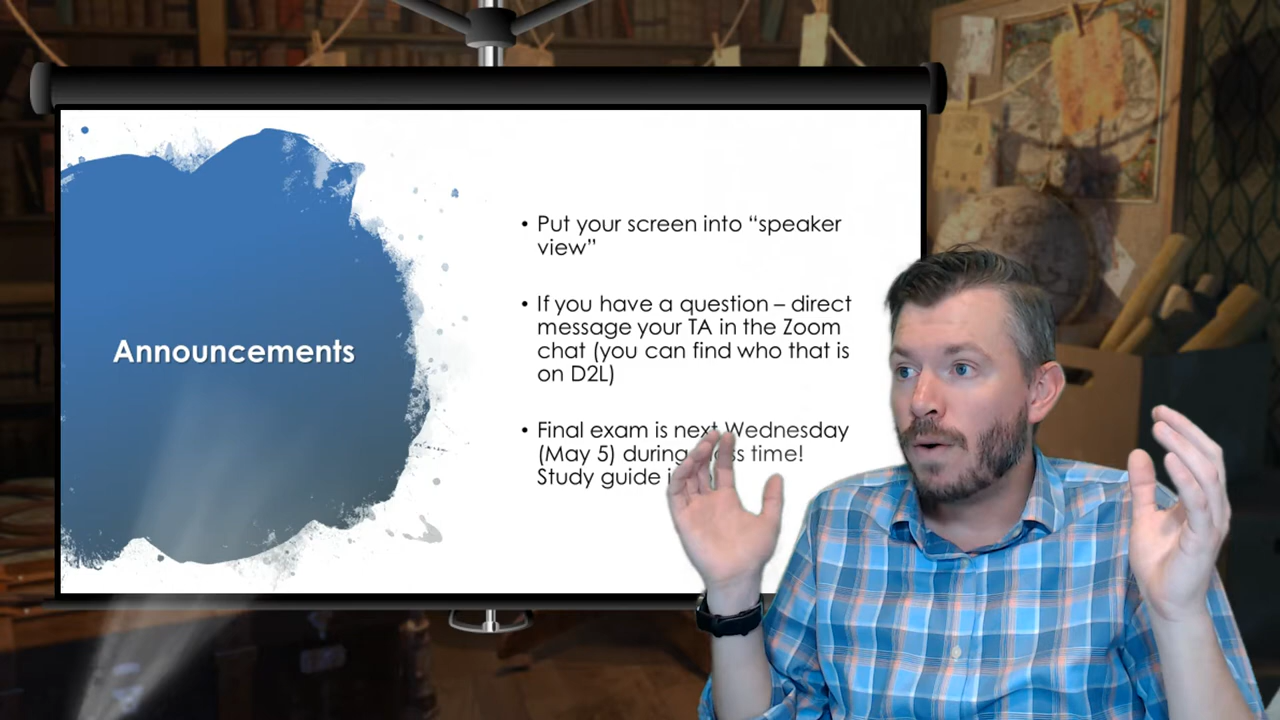 Announcements
• Put your screen into “speaker
view”
• If you have a question – direct
message your TA in the Zoom
chat (you can find who that is
on D2L)
• Final exam is next Wednesday
(May 5) during time!
Study guide